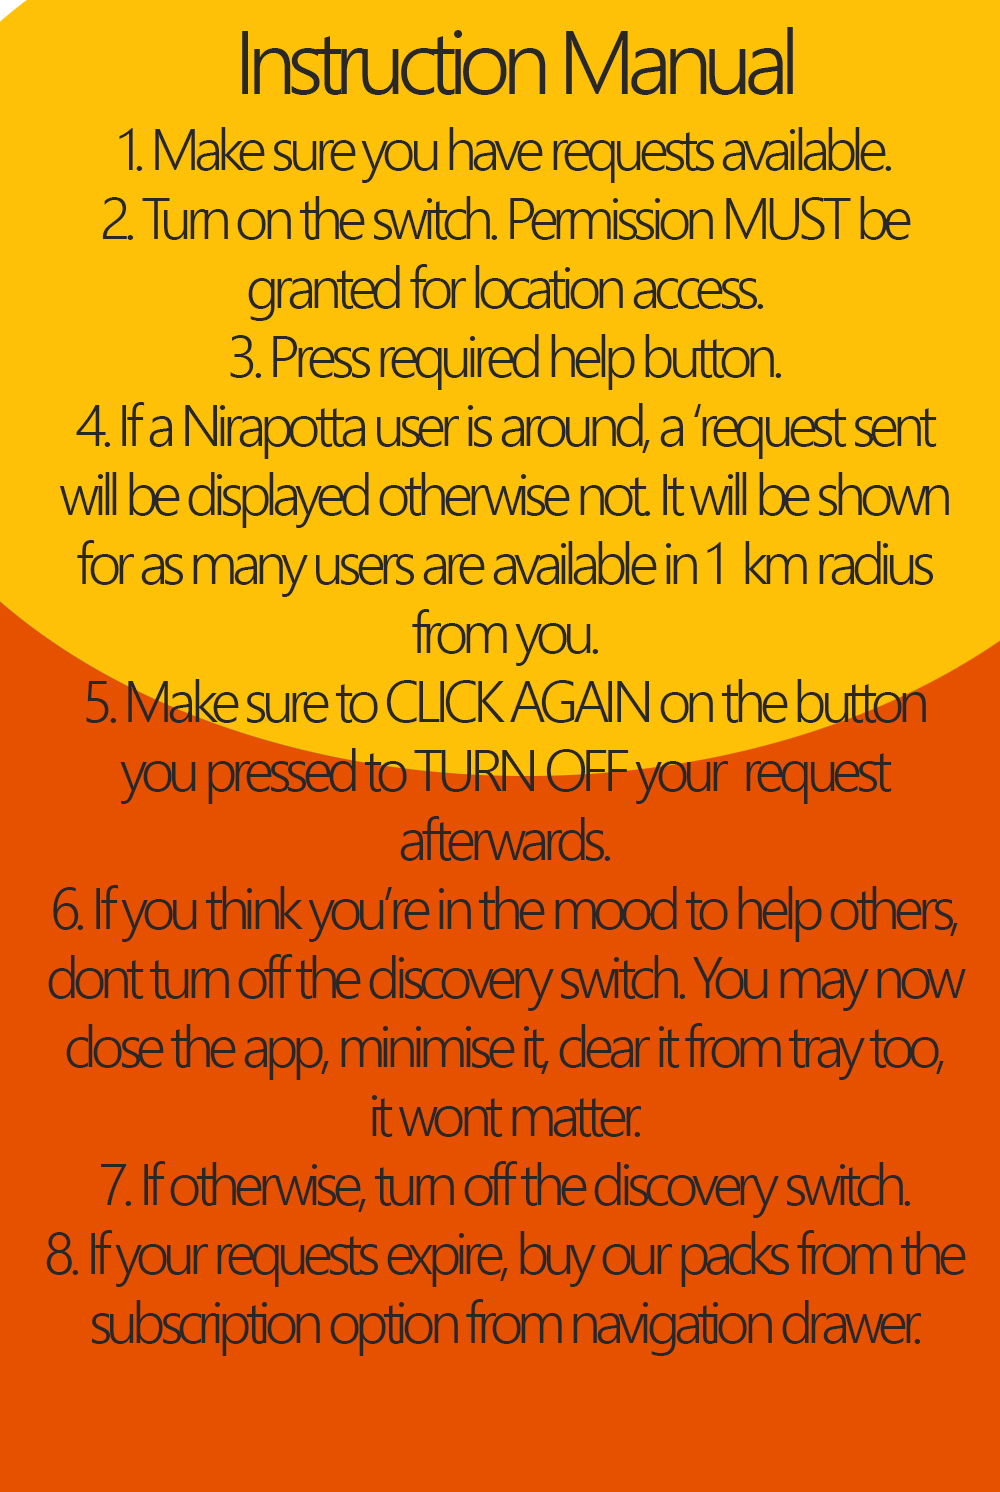 Instruction Manual
1. Make sure you have requests available.
2. Turn on the switch. Permission MUST be
granted for location access.
3. Press required help button.
4. If a Nirapotta user is around, a ‘request sent
will be displayed otherwise not. It will be shown
for as many users are available in 1 km radius
from you.
5. Make sure to CLICK AGAIN on the button
you pressed to TURN OFF your request
afterwards.
6. If you think you’re in the mood to help others,
dont turn off the discovery switch. You may now
close the app, minimise it, clear it from tray too,
it wont matter.
7. If otherwise, turn off the discovery switch.
8. If your requests expire, buy our packs from the
subscription option from navigation drawer.